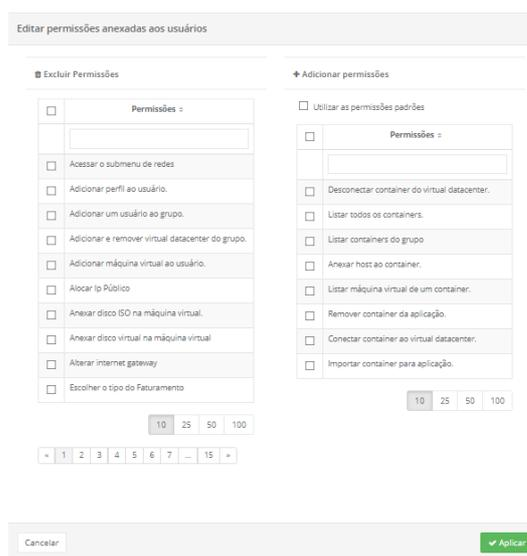 Editar permissões anexadas aos usuários
Excluir Permissões
Permissões
Acessar o submenu de redes
Adicionar perfil ao usuário.
Adicionar um usuário ao grupo.
Adicionar e remover virtual datacenter do grupo.
Adicionar máquina virtual ao usuário.
Alocar Ip Público
Anexar disco ISO na máquina virtual.
Anexar disco virtual na máquina virtual
Alterar internet gateway
Escolher o tipo do Faturamento
10 25 50 100
« 1 2 3 4 5 6 7 ... 15 »
+ Adicionar permissões
Utilizar as permissões padrões
Permissões
Desconectar container do virtual datacenter.
Listar todos os containers.
Listar containers do grupo
Anexar host ao container.
Listar máquina virtual de um container.
Remover container da aplicação.
Conectar container ao virtual datacenter.
Importar container para aplicação.
10 25 50 100
Cancelar
✔ Aplicar